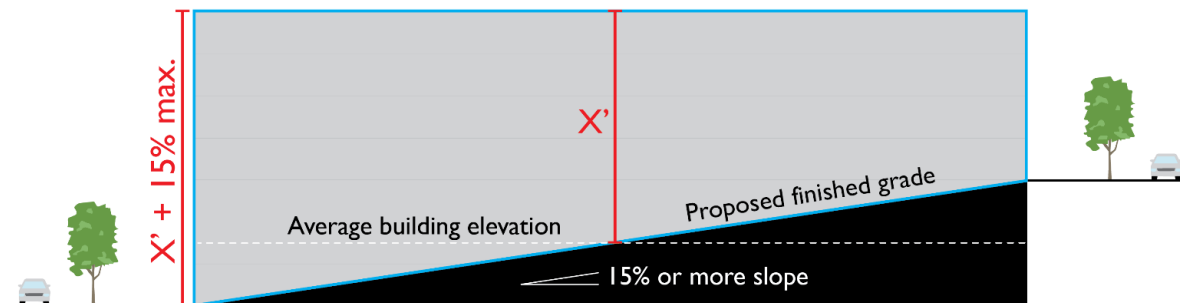 X’ + 15% max.
X’
Average building elevation
Proposed finished grade
15% or more slope